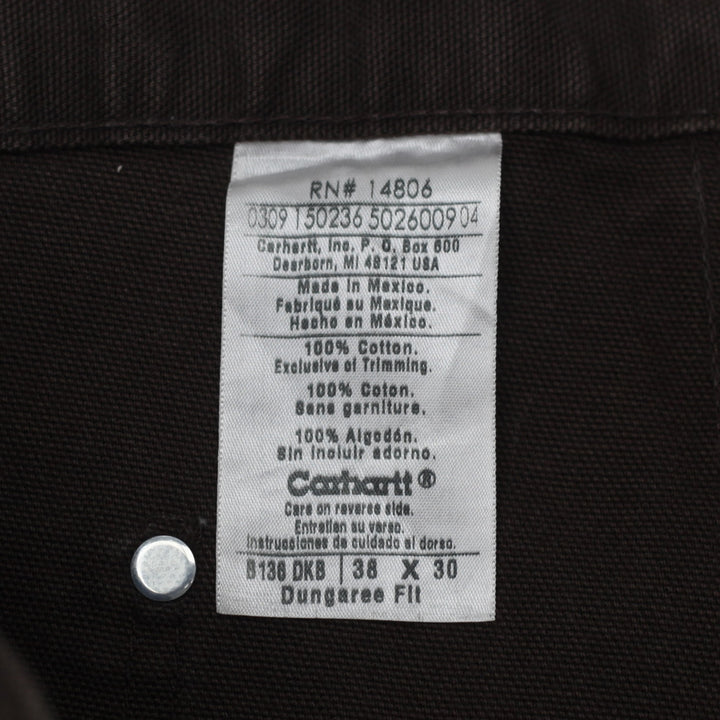 RN# 14806
0309 150236 502600904
Carhartt, Inc. P. O. Box 600
Dearborn, MI 48121 USA
Made in Mexico.
Fabriqué au Mexique.
Hecho en México.
100% Cotton.
Exclusive of Trimming.
100% Coton.
Sans garniture.
100% Algodón.
Sin incluir adorno.
Carhartt®
Care on reverse side.
Entretien au verso.
Instrucciones de cuidado al dorso.
B136 DKB | 38 X 30
Dungaree Fit